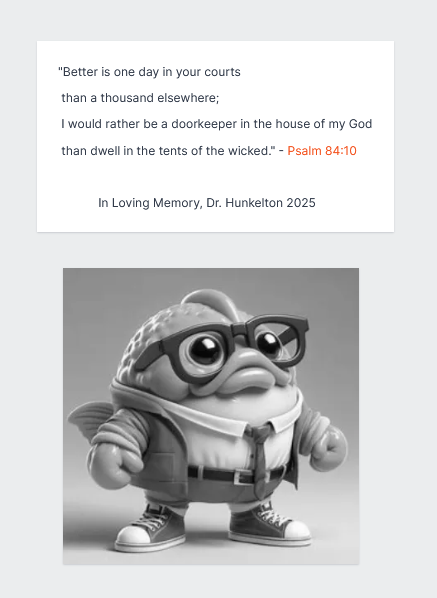 "Better is one day in your courts
than a thousand elsewhere;
I would rather be a doorkeeper in the house of my God
than dwell in the tents of the wicked." - Psalm 84:10
In Loving Memory, Dr. Hunkelton 2025